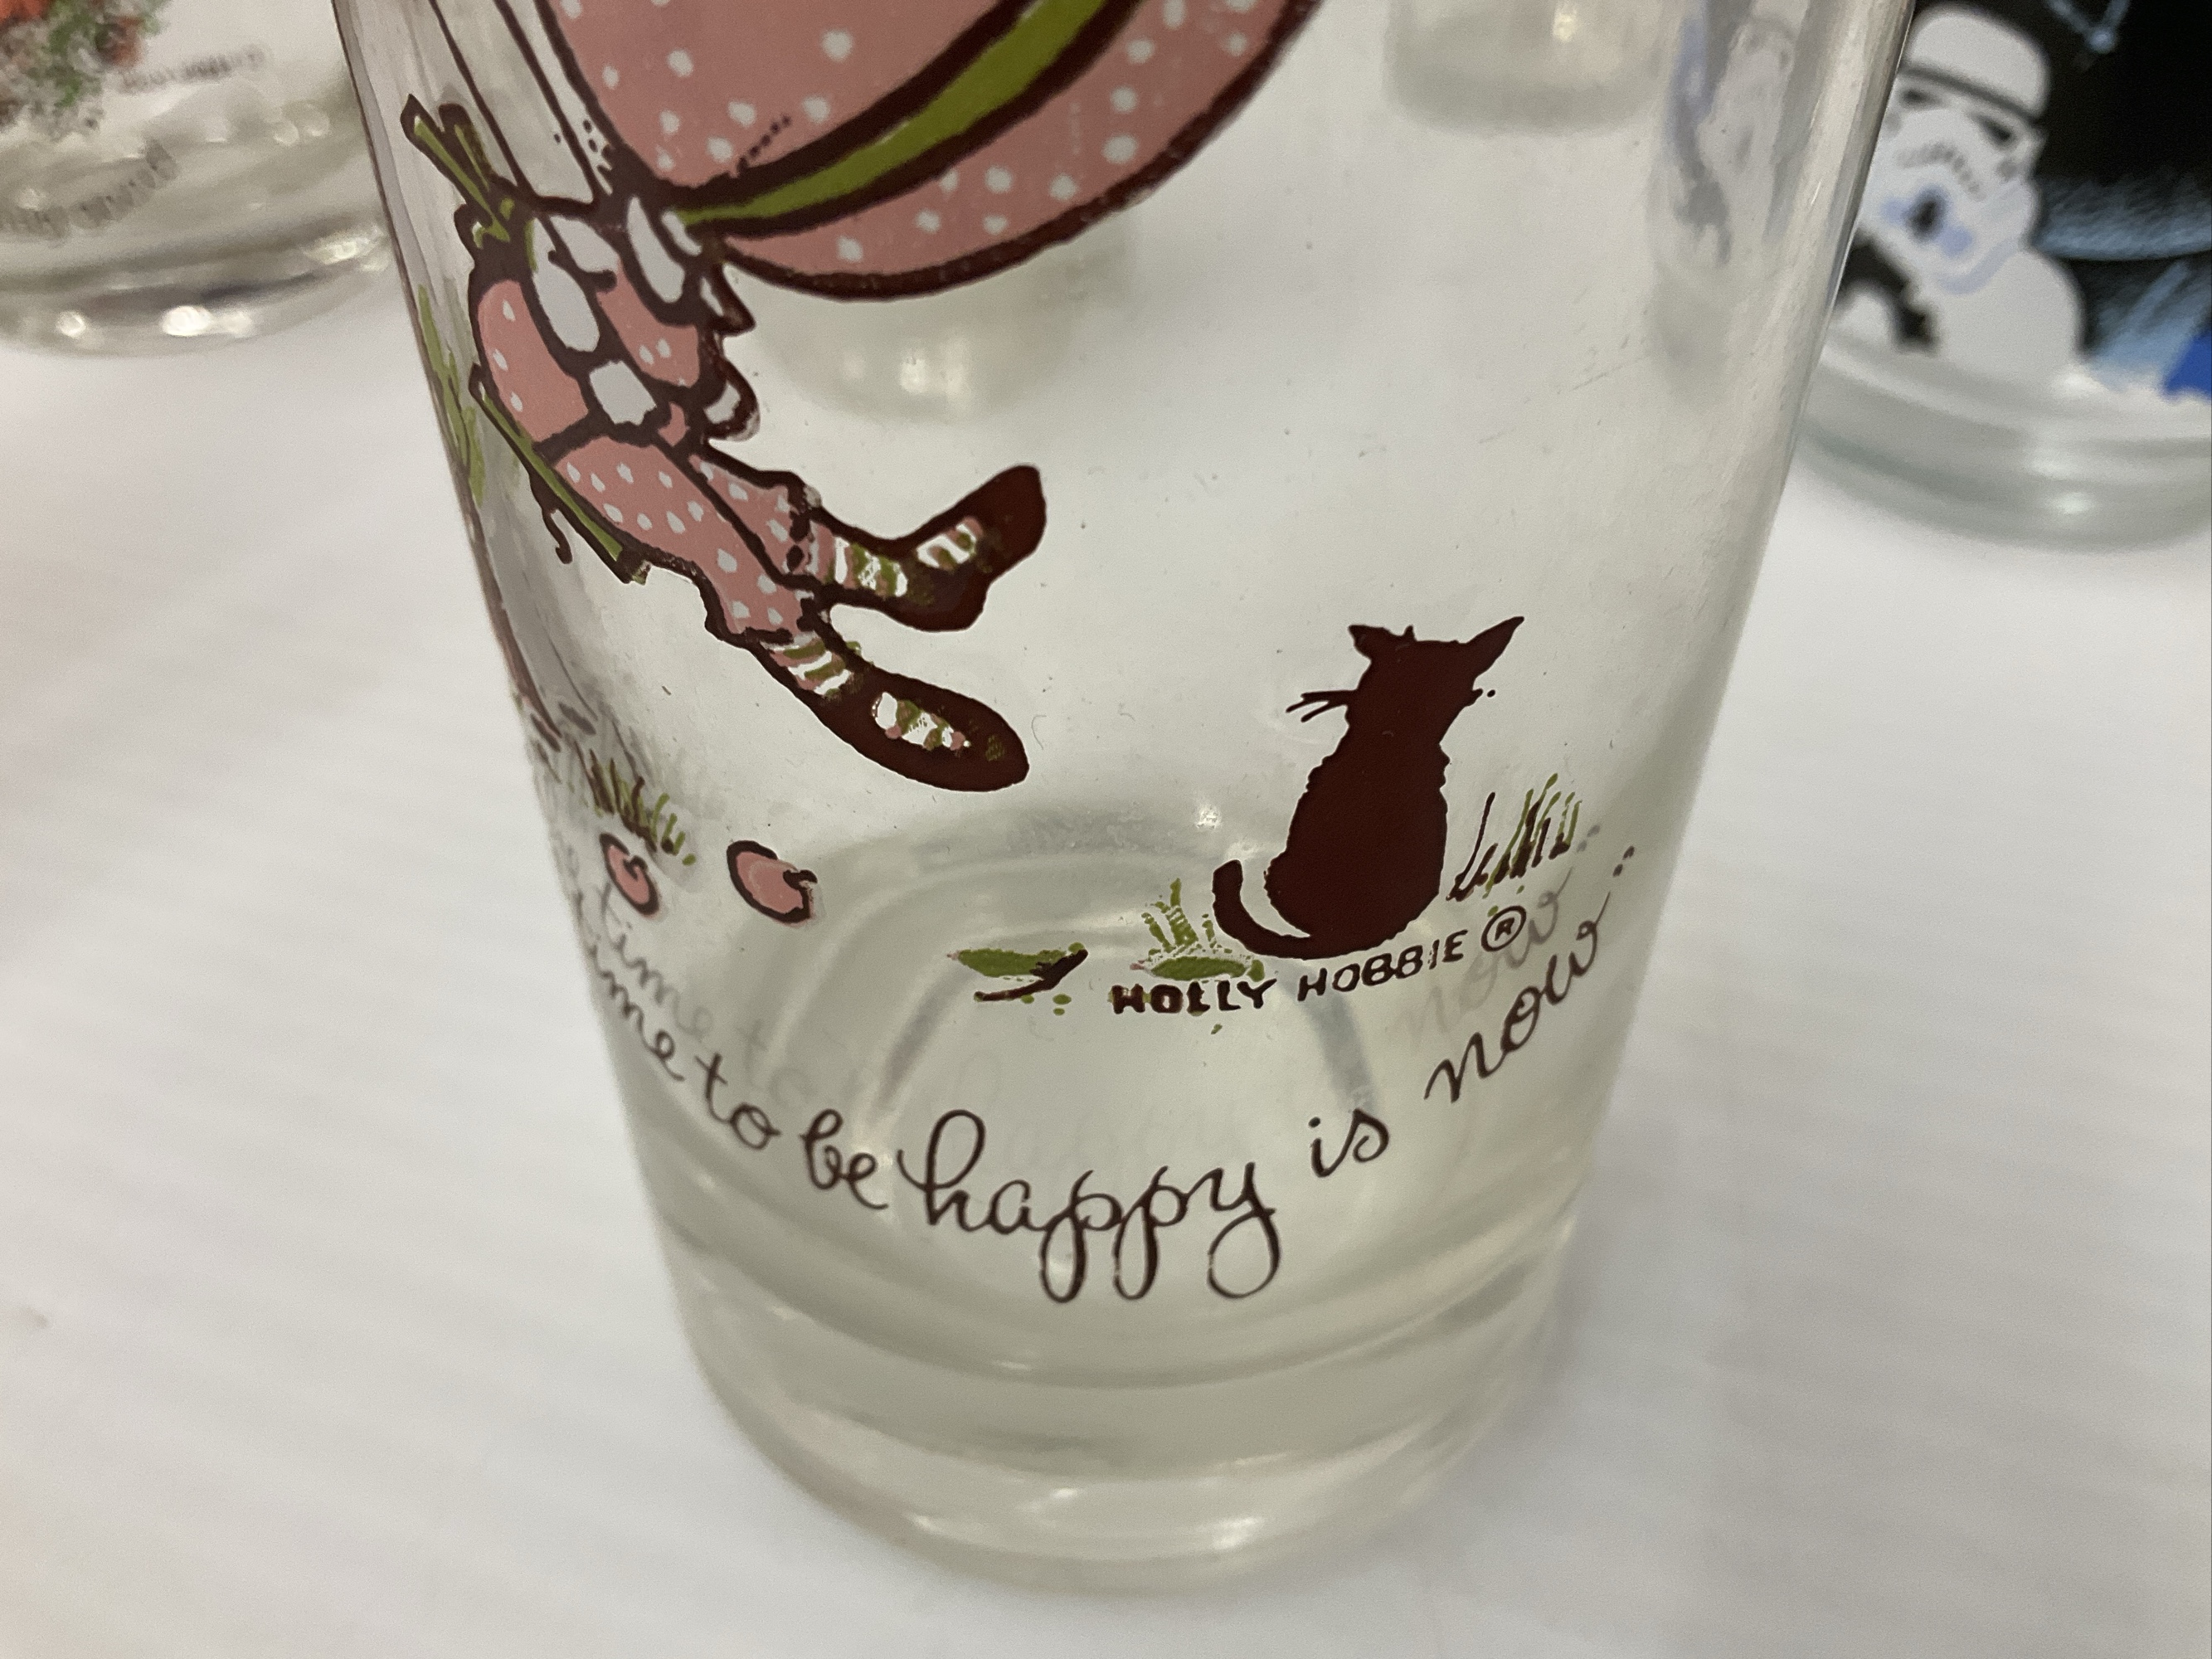 HOLLY HOBBIE ®
time to be happy is now..